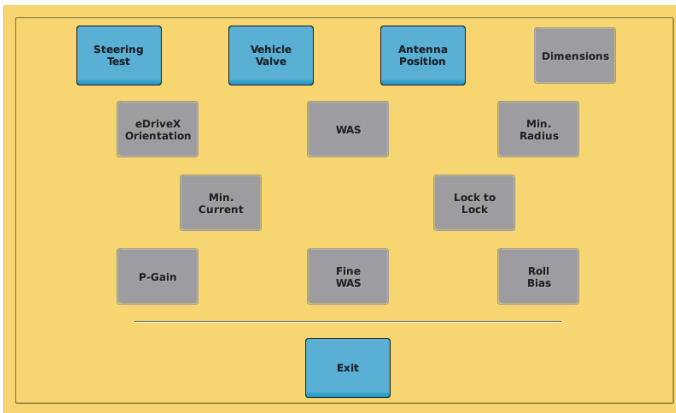 Steering
Test
Vehicle
Valve
Antenna
Position
Dimensions
eDriveX
Orientation
WAS
Min.
Radius
Min.
Current
Lock to
Lock
P-Gain
Fine
WAS
Roll
Bias
Exit